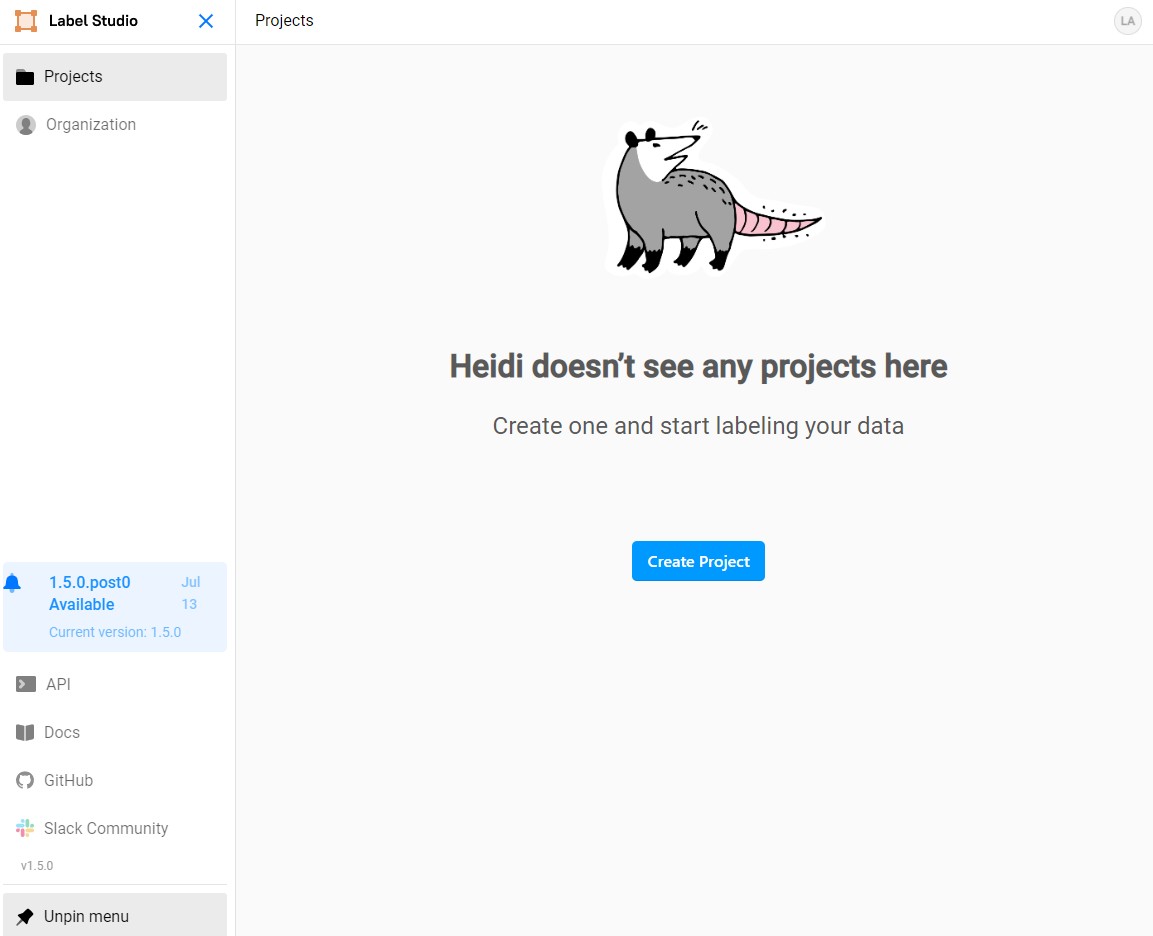 Label Studio
Projects
LA
Projects
Organization
Heidi doesn’t see any projects here
Create one and start labeling your data
Create Project
1.5.0.post0 Jul
Available 13
Current version: 1.5.0
API
Docs
GitHub
Slack Community
v1.5.0
Unpin menu